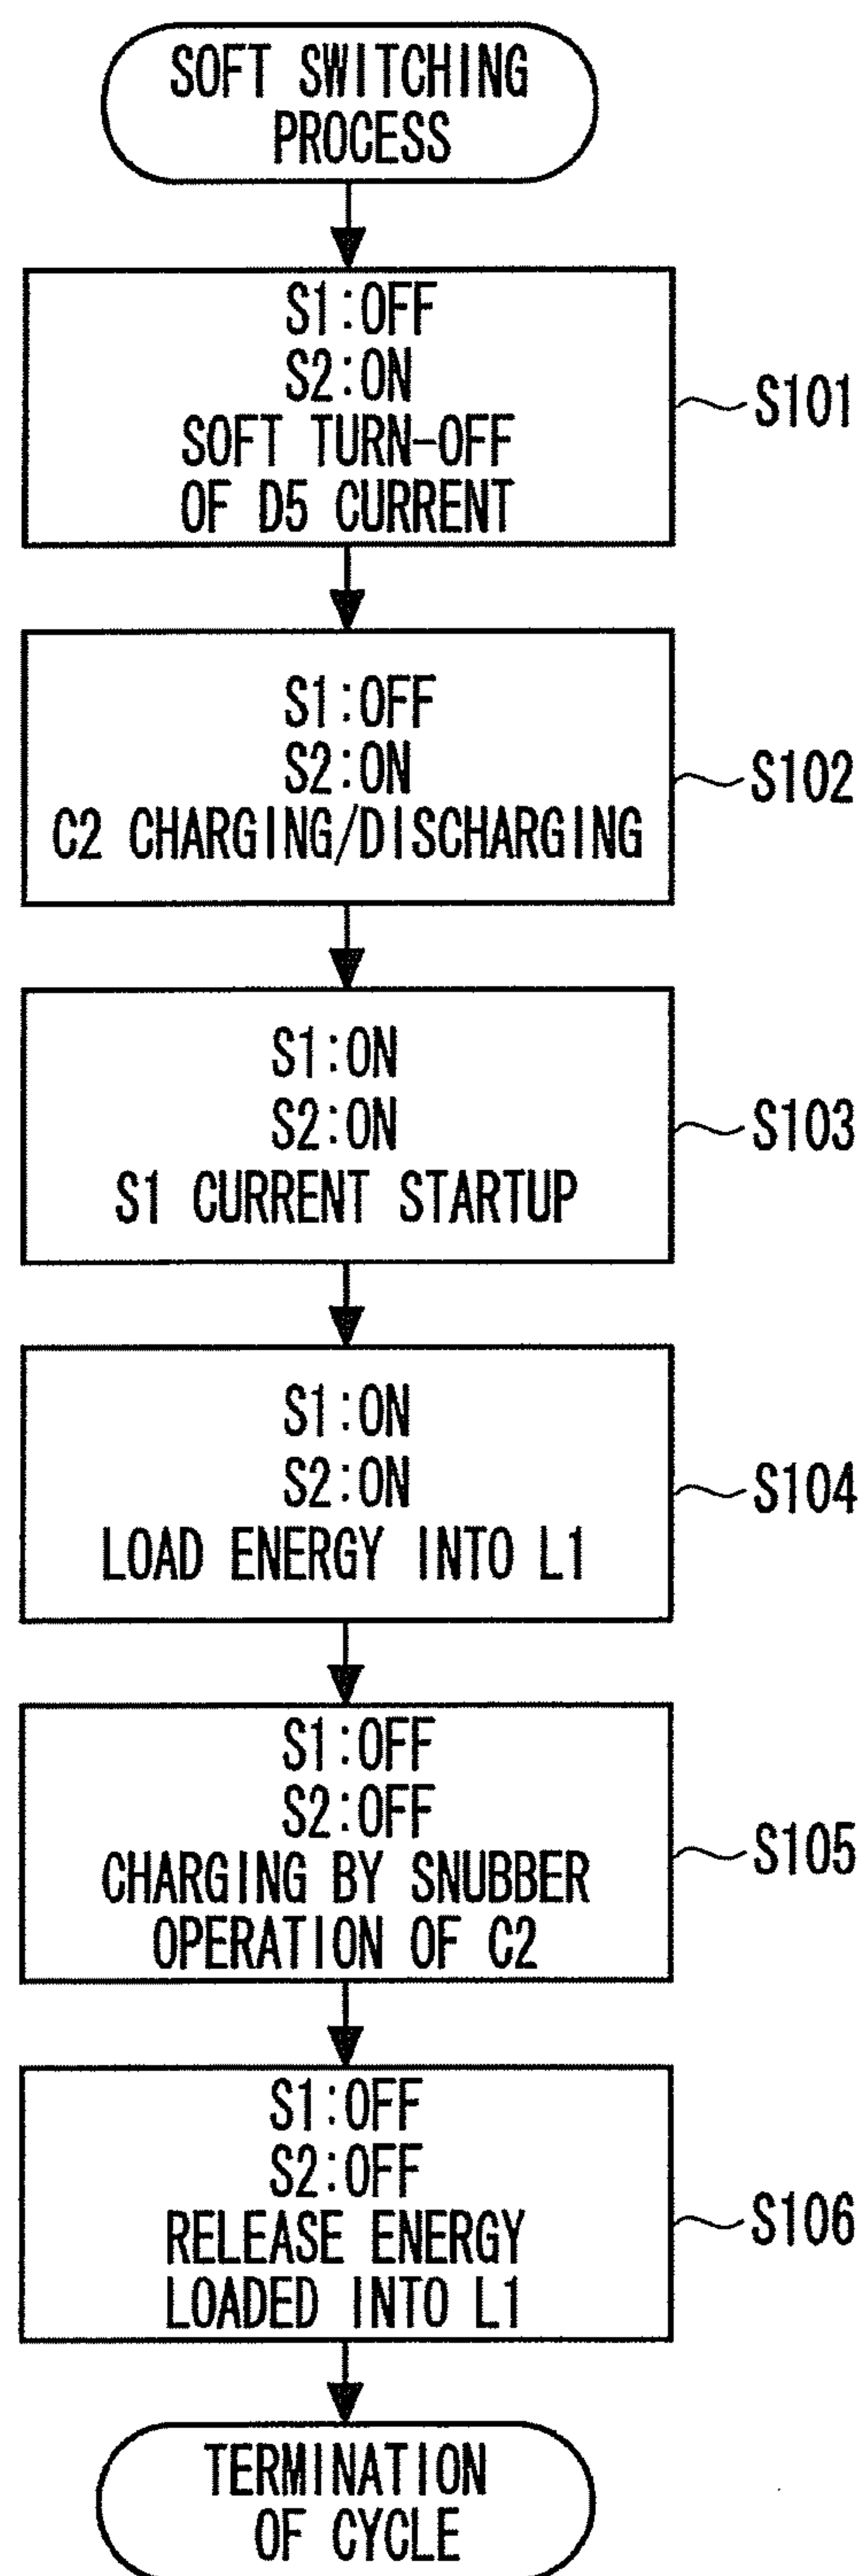 SOFT SWITCHING
PROCESS
S1:OFF
S2:ON
SOFT TURN-OFF
OF D5 CURRENT
S101
S1:OFF
S2:ON
C2 CHARGING/DISCHARGING
S102
S1:ON
S2:ON
S1 CURRENT STARTUP
S103
S1:ON
S2:ON
LOAD ENERGY INTO L1
S104
S1:OFF
S2:OFF
CHARGING BY SNUBBER
OPERATION OF C2
S105
S1:OFF
S2:OFF
RELEASE ENERGY
LOADED INTO L1
S106
TERMINATION
OF CYCLE